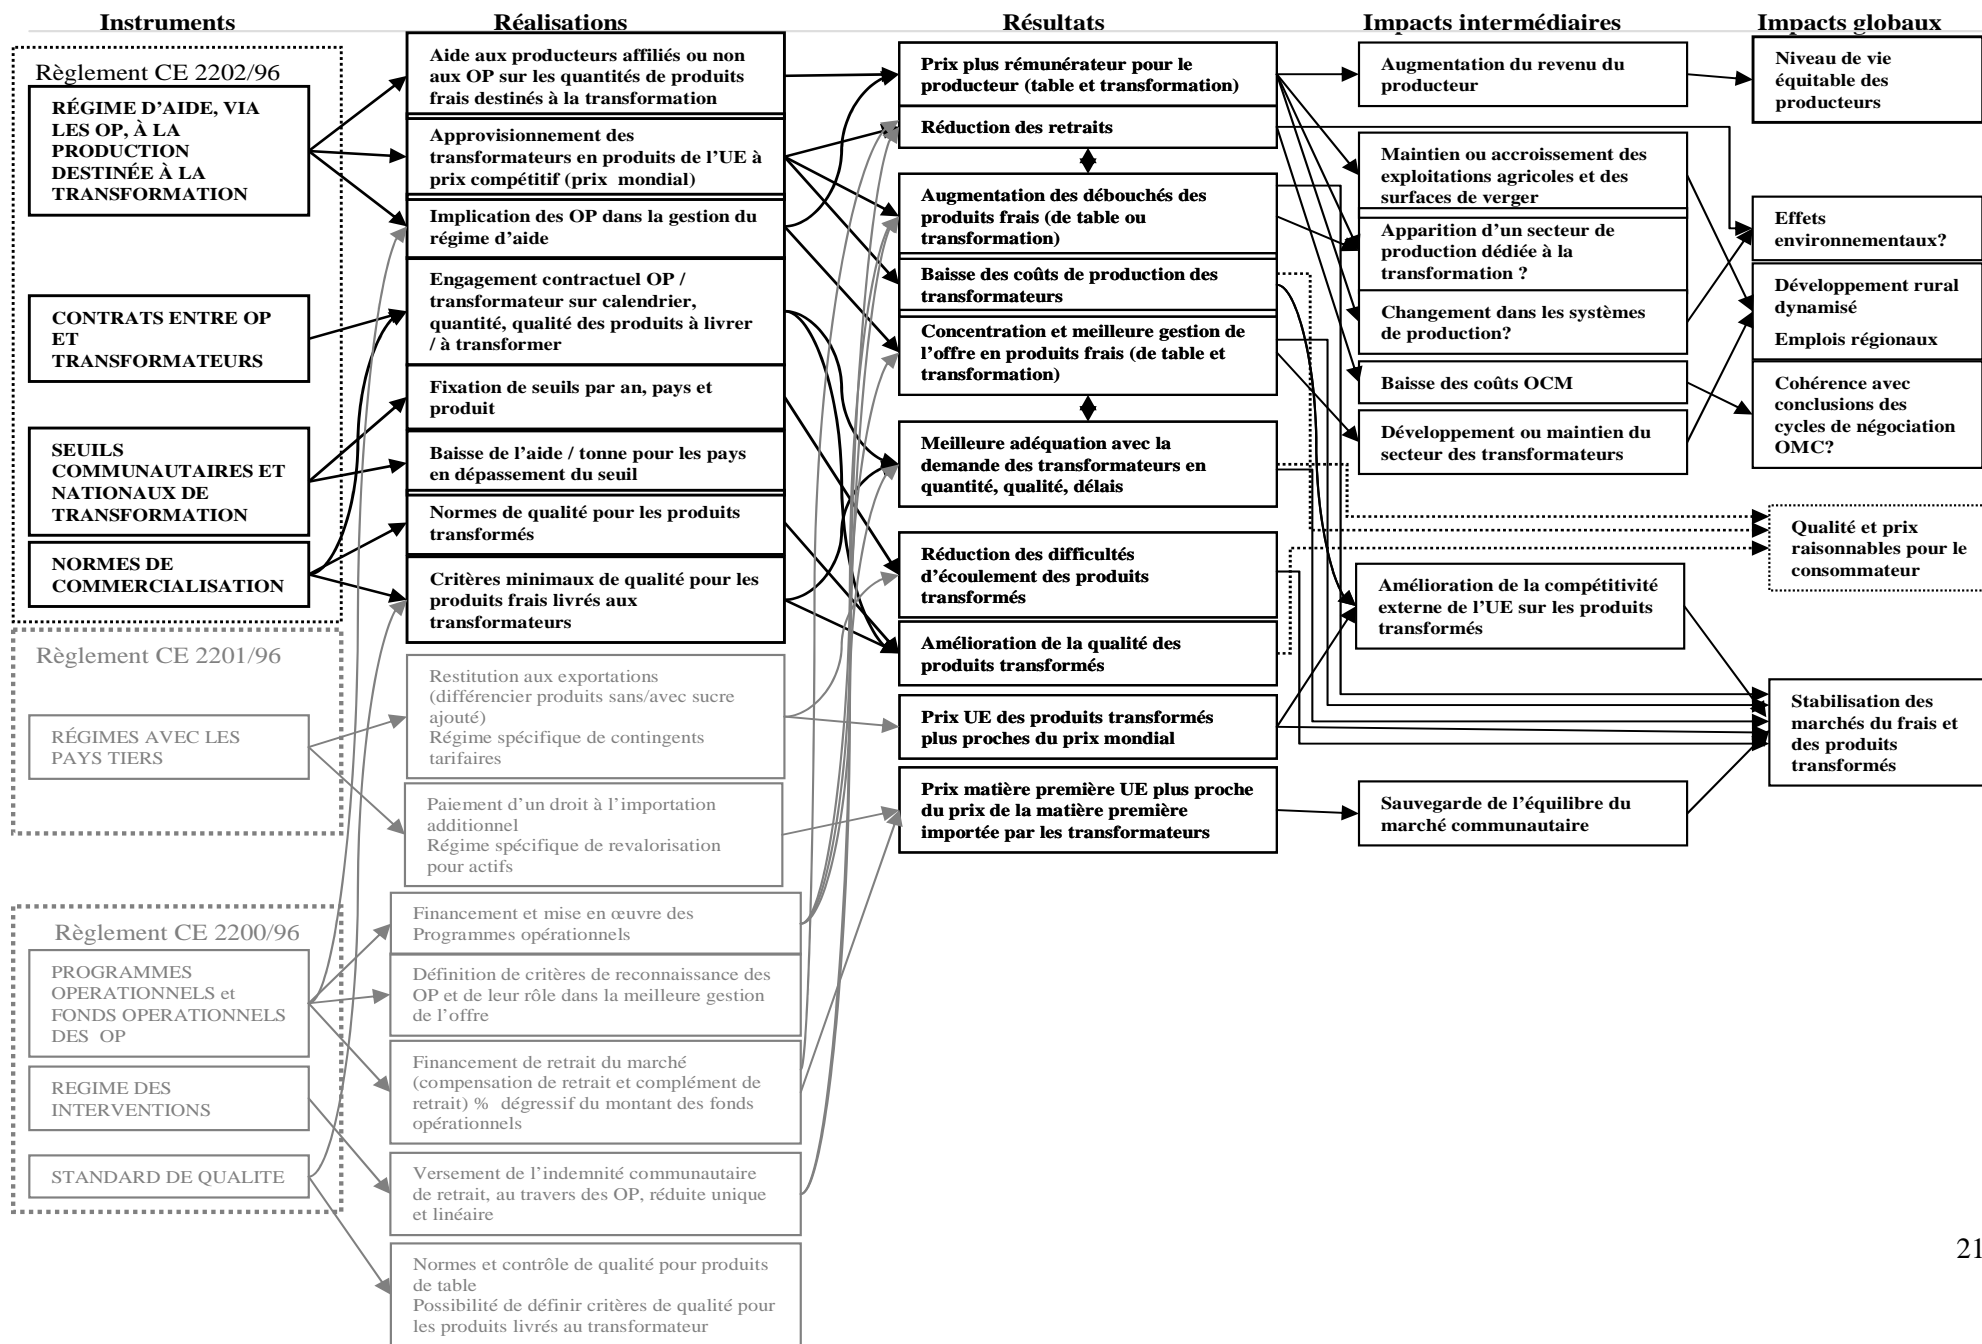 Instruments
Réalisations
Résultats
Impacts intermédiaires
Impacts globaux
Règlement CE 2202/96
RÉGIME D'AIDE, VIA
LES OP, À LA
PRODUCTION
DESTINÉE À LA
TRANSFORMATION
CONTRATS ENTRE OP
ET
TRANSFORMATEURS
SEUILS
COMMUNAUTAIRES ET
NATIONAUX DE
TRANSFORMATION
NORMES DE
COMMERCIALISATION
Règlement CE 2201/96
RÉGIMES AVEC LES
PAYS TIERS
Règlement CE 2200/96
PROGRAMMES
OPERATIONNELS et
FONDS OPERATIONNELS
DES OP
REGIME DES
INTERVENTIONS
STANDARD DE QUALITE
Aide aux producteurs affiliés ou non
aux OP sur les quantités de produits
frais destinés à la transformation
Approvisionnement des
transformateurs en produits de l'UE à
prix compétitif (prix mondial)
Implication des OP dans la gestion du
régime d'aide
Engagement contractuel OP /
transformateur sur calendrier,
quantité, qualité des produits à livrer
/ à transformer
Fixation de seuils par an, pays et
produit
Baisse de l'aide / tonne pour les pays
en dépassement du seuil
Normes de qualité pour les produits
transformés
Critères minimaux de qualité pour les
produits frais livrés aux
transformateurs
Restitution aux exportations
(différencier produits sans/avec sucre
ajouté)
Régime spécifique de contingents
tarifaires
Paiement d'un droit à l'importation
additionnel
Régime spécifique de revalorisation
pour actifs
Financement et mise en œuvre des
Programmes opérationnels
Définition de critères de reconnaissance des
OP et de leur rôle dans la meilleure gestion
de l'offre
Financement de retrait du marché
(compensation de retrait et complément de
retrait) % dégressif du montant des fonds
opérationnels
Versement de l'indemnité communautaire
de retrait, au travers des OP, réduite unique
et linéaire
Normes et contrôle de qualité pour produits
de table
Possibilité de définir critères de qualité pour
les produits livrés au transformateur
Prix plus rémunérateur pour le
producteur (table et transformation)
Réduction des retraits
Augmentation des débouchés des
produits frais (de table ou
transformation)
Baisse des coûts de production des
transformateurs
Concentration et meilleure gestion de
l'offre en produits frais (de table et
transformation)
Meilleure adéquation avec la
demande des transformateurs en
quantité, qualité, délais
Réduction des difficultés
d'écoulement des produits
transformés
Amélioration de la qualité des
produits transformés
Prix UE des produits transformés
plus proches du prix mondial
Prix matière première UE plus proche
du prix de la matière première
importée par les transformateurs
Augmentation du revenu du
producteur
Maintien ou accroissement des
exploitations agricoles et des
surfaces de verger
Apparition d'un secteur de
production dédiée à la
transformation ?
Changement dans les systèmes
de production?
Baisse des coûts OCM
Développement ou maintien du
secteur des transformateurs
Amélioration de la compétitivité
externe de l'UE sur les produits
transformés
Sauvegarde de l'équilibre du
marché communautaire
Niveau de vie
équitable des
producteurs
Effets
environnementaux?
Développement rural
dynamisé
Emplois régionaux
Cohérence avec
conclusions des
cycles de négociation
OMC?
Qualité et prix
raisonnables pour le
consommateur
Stabilisation des
marchés du frais et
des produits
transformés
21